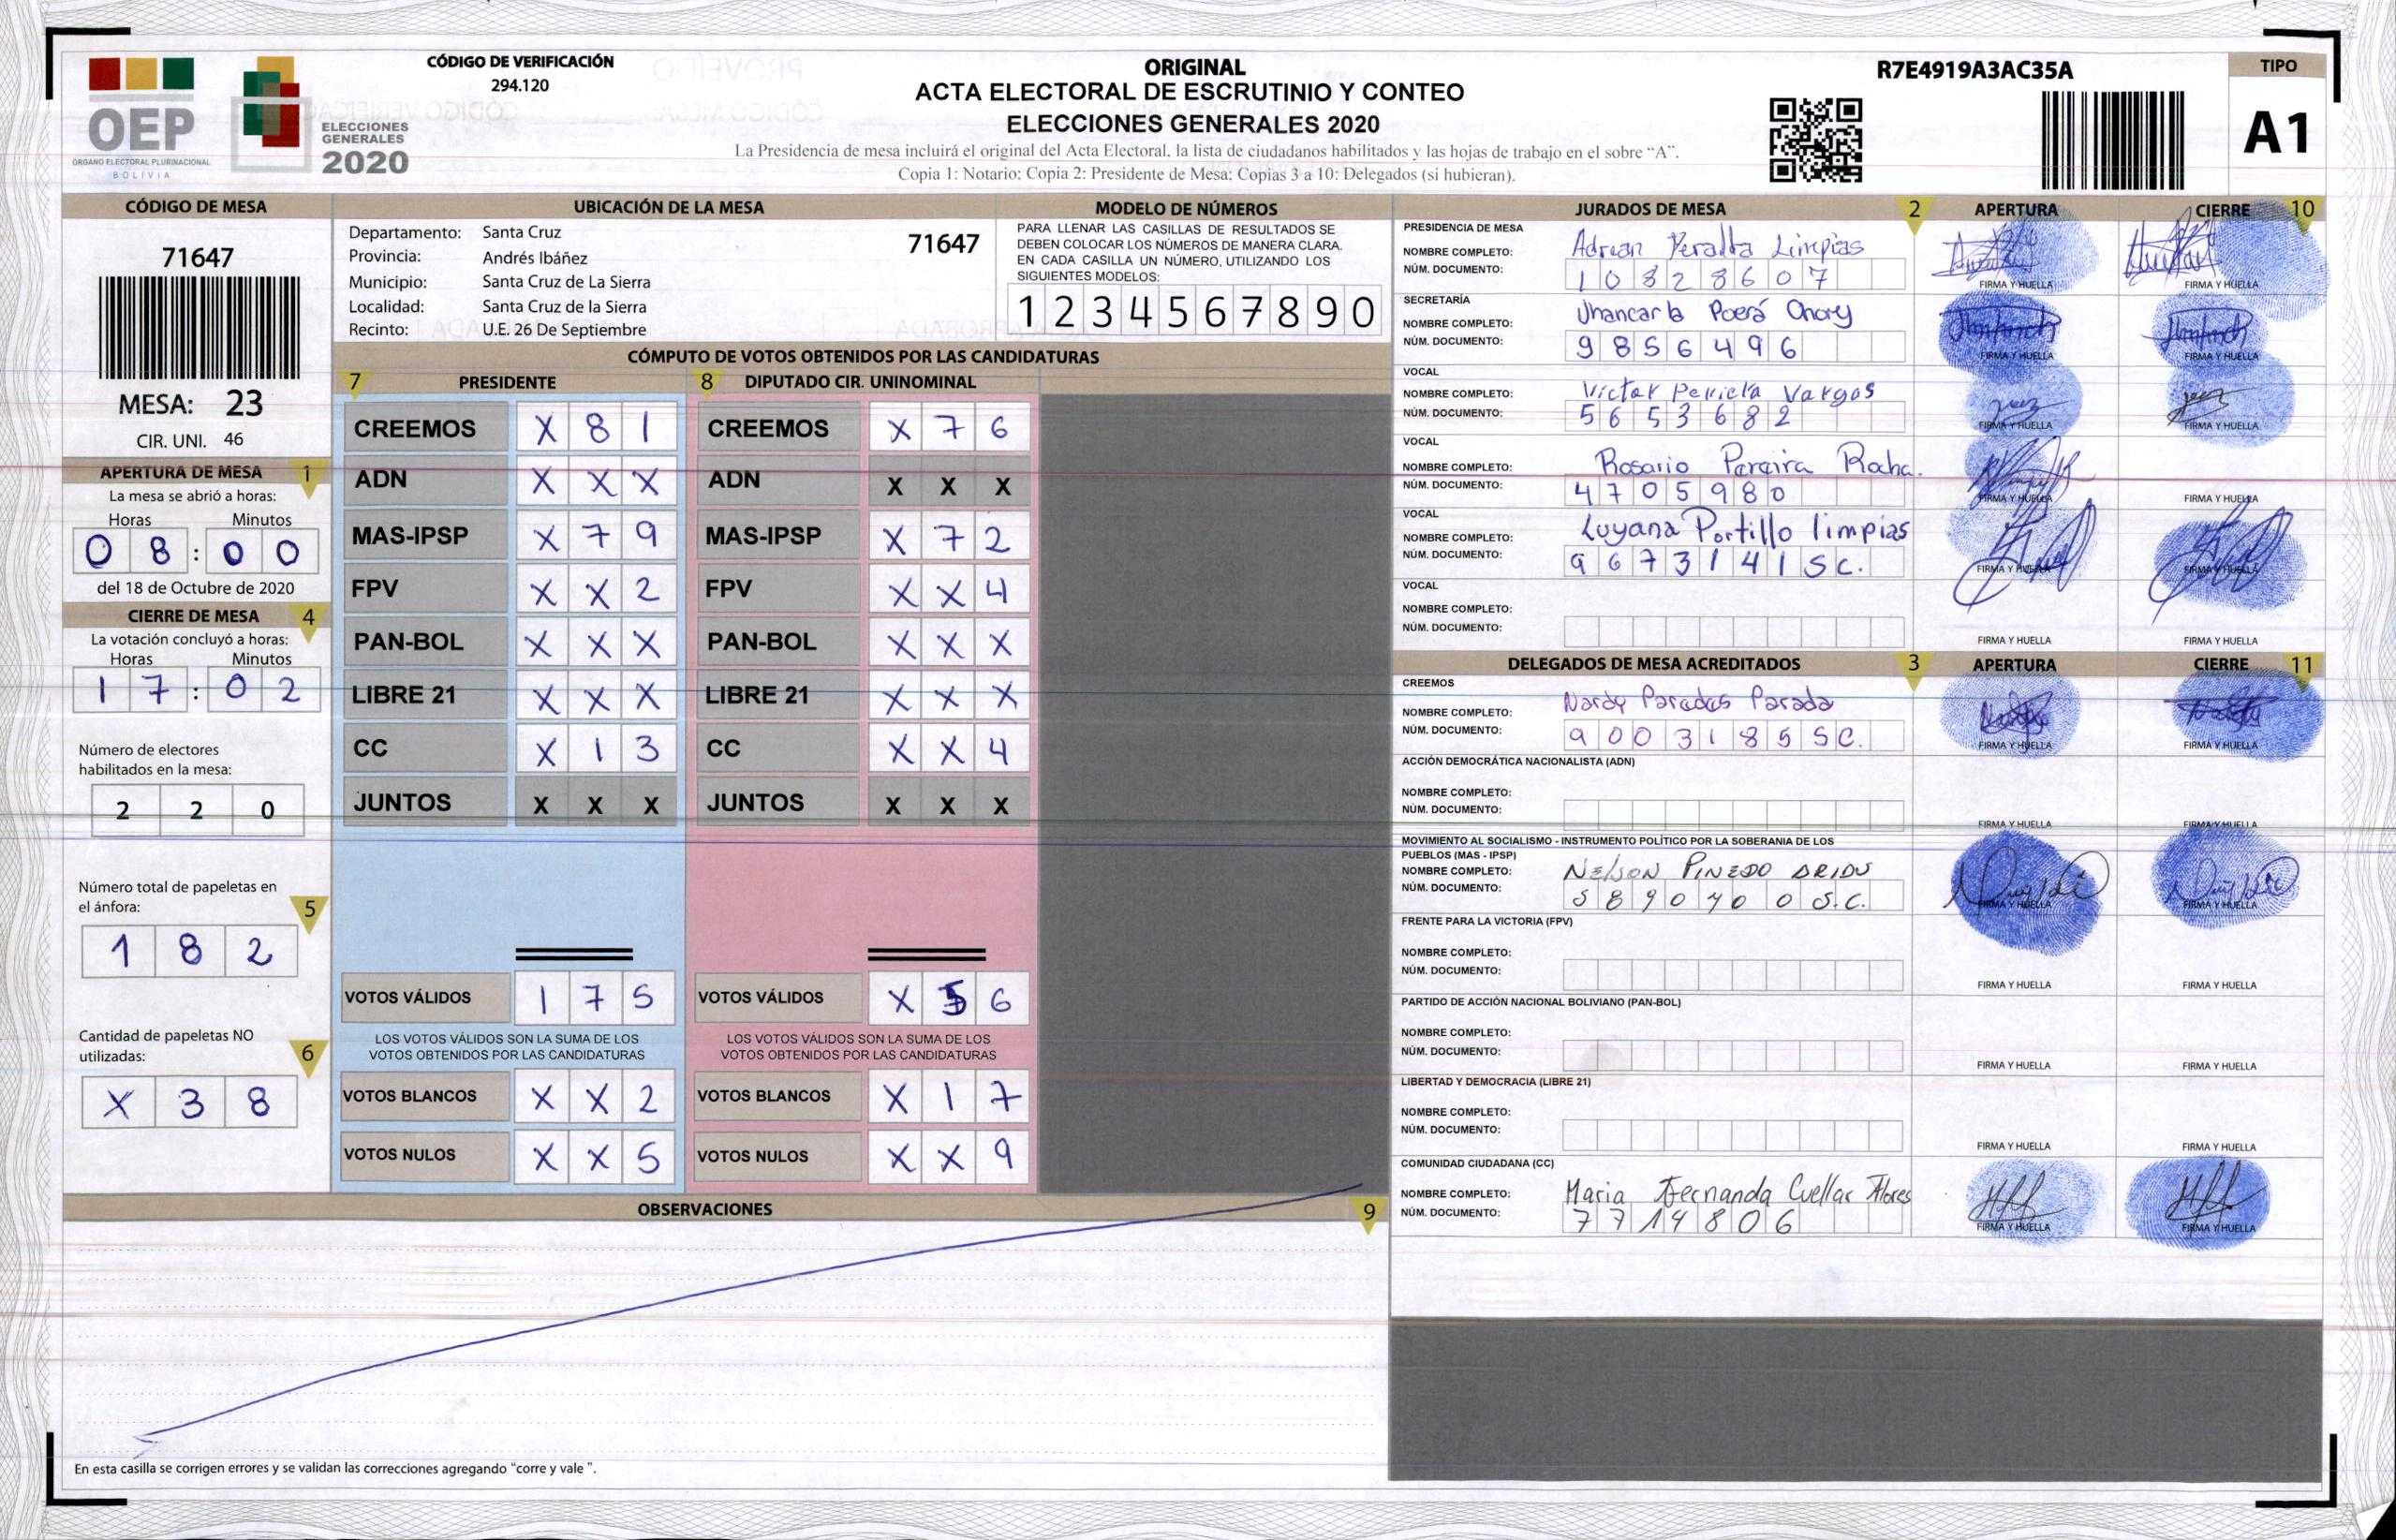 CÓDIGO DE VERIFICACIÓN
294.120
OEP
ÓRGANO ELECTORAL PLURINACIONAL
BOLIVIA
ELECCIONES
GENERALES
2020
ORIGINAL
ACTA ELECTORAL DE ESCRUTINIO Y CONTEO
ELECCIONES GENERALES 2020
La Presidencia de mesa incluirá el original del Acta Electoral, la lista de ciudadanos habilitados y las hojas de trabajo en el sobre “A”.
Copia 1: Notario; Copia 2: Presidente de Mesa; Copias 3 a 10: Delegados (si hubieran).
R7E4919A3AC35A
TIPO
A1
CÓDIGO DE MESA
71647
MESA: 23
CIR. UNI. 46
APERTURA DE MESA 1
La mesa se abrió a horas:
Horas Minutos
0 8 : 0 0
del 18 de Octubre de 2020
CIERRE DE MESA 4
La votación concluyó a horas:
Horas Minutos
1 7 : 0 2
Número de electores
habilitados en la mesa:
2 2 0
Número total de papeletas en
el ánfora: 5
1 8 2
Cantidad de papeletas NO
utilizadas: 6
X 3 8
UBICACIÓN DE LA MESA
Departamento: Santa Cruz 71647
Provincia: Andrés Ibáñez
Municipio: Santa Cruz de La Sierra
Localidad: Santa Cruz de la Sierra
Recinto: U.E. 26 De Septiembre
MODELO DE NÚMEROS
PARA LLENAR LAS CASILLAS DE RESULTADOS SE
DEBEN COLOCAR LOS NÚMEROS DE MANERA CLARA.
EN CADA CASILLA UN NÚMERO, UTILIZANDO LOS
SIGUIENTES MODELOS:
1 2 3 4 5 6 7 8 9 0
CÓMPUTO DE VOTOS OBTENIDOS POR LAS CANDIDATURAS
7 PRESIDENTE 8 DIPUTADO CIR. UNINOMINAL
CREEMOS X 8 1 CREEMOS X 7 6
ADN X X X ADN X X X
MAS-IPSP X 7 9 MAS-IPSP X 7 2
FPV X X 2 FPV X X 4
PAN-BOL X X X PAN-BOL X X X
LIBRE 21 X X X LIBRE 21 X X X
CC X 1 3 CC X X 4
JUNTOS X X X JUNTOS X X X
VOTOS VÁLIDOS 1 7 5 VOTOS VÁLIDOS X 5 6
LOS VOTOS VÁLIDOS SON LA SUMA DE LOS LOS VOTOS VÁLIDOS SON LA SUMA DE LOS
VOTOS OBTENIDOS POR LAS CANDIDATURAS VOTOS OBTENIDOS POR LAS CANDIDATURAS
VOTOS BLANCOS X X 2 VOTOS BLANCOS X 1 7
VOTOS NULOS X X 5 VOTOS NULOS X X 9
OBSERVACIONES 9
En esta casilla se corrigen errores y se validan las correcciones agregando “corre y vale ”.
JURADOS DE MESA 2 APERTURA CIERRE 10
PRESIDENCIA DE MESA
NOMBRE COMPLETO: Adrean Peralta Limpias
NÚM. DOCUMENTO: 1 0 3 2 8 6 0 7
FIRMA Y HUELLA FIRMA Y HUELLA
SECRETARÍA
NOMBRE COMPLETO: Jhancarla
NÚM. DOCUMENTO: 9 8 5 6 4 9 6
FIRMA Y HUELLA FIRMA Y HUELLA
VOCAL
NOMBRE COMPLETO: Victor Vargas
NÚM. DOCUMENTO: 5 6 5 3 6 8 2
FIRMA Y HUELLA FIRMA Y HUELLA
VOCAL
NOMBRE COMPLETO: Rosario Pereira Rocha.
NÚM. DOCUMENTO: 4 7 0 5 9 8 0
FIRMA Y HUELLA FIRMA Y HUELLA
VOCAL
NOMBRE COMPLETO: Luyana Portillo limpias
NÚM. DOCUMENTO: 9 6 7 3 1 4 1 S C.
FIRMA Y HUELLA FIRMA Y HUELLA
VOCAL
NOMBRE COMPLETO:
NÚM. DOCUMENTO:
FIRMA Y HUELLA FIRMA Y HUELLA
DELEGADOS DE MESA ACREDITADOS 3 APERTURA CIERRE 11
CREEMOS
NOMBRE COMPLETO: Nardy Paredes Parada
NÚM. DOCUMENTO: 9 0 0 3 1 8 5 S C.
FIRMA Y HUELLA FIRMA Y HUELLA
ACCIÓN DEMOCRÁTICA NACIONALISTA (ADN)
NOMBRE COMPLETO:
NÚM. DOCUMENTO:
FIRMA Y HUELLA FIRMA Y HUELLA
MOVIMIENTO AL SOCIALISMO - INSTRUMENTO POLÍTICO POR LA SOBERANIA DE LOS
PUEBLOS (MAS - IPSP)
NOMBRE COMPLETO: NELSON PINEDO
NÚM. DOCUMENTO: 5 8 9 0 4 0 0 S.C.
FIRMA Y HUELLA FIRMA Y HUELLA
FRENTE PARA LA VICTORIA (FPV)
NOMBRE COMPLETO:
NÚM. DOCUMENTO:
FIRMA Y HUELLA FIRMA Y HUELLA
PARTIDO DE ACCIÓN NACIONAL BOLIVIANO (PAN-BOL)
NOMBRE COMPLETO:
NÚM. DOCUMENTO:
FIRMA Y HUELLA FIRMA Y HUELLA
LIBERTAD Y DEMOCRACIA (LIBRE 21)
NOMBRE COMPLETO:
NÚM. DOCUMENTO:
FIRMA Y HUELLA FIRMA Y HUELLA
COMUNIDAD CIUDADANA (CC)
NOMBRE COMPLETO: Maria Fernanda Cuellar Flores
NÚM. DOCUMENTO: 7 7 1 4 8 0 6
FIRMA Y HUELLA FIRMA Y HUELLA